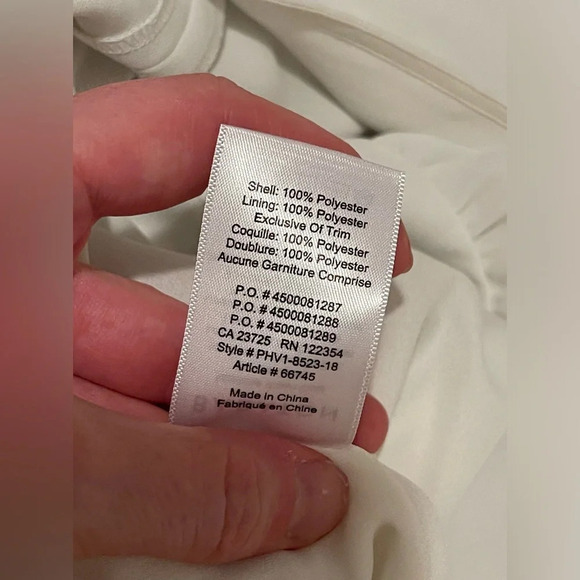 Shell: 100% Polyester
Lining: 100% Polyester
Exclusive Of Trim
Coquille: 100% Polyester
Doublure: 100% Polyester
Aucune Garniture Comprise
P.O. # 4500081287
P.O. # 4500081288
P.O. # 4500081289
CA 23725 RN 122354
Style # PHV1-8523-18
Article # 66745
Made in China
Fabriqué en Chine